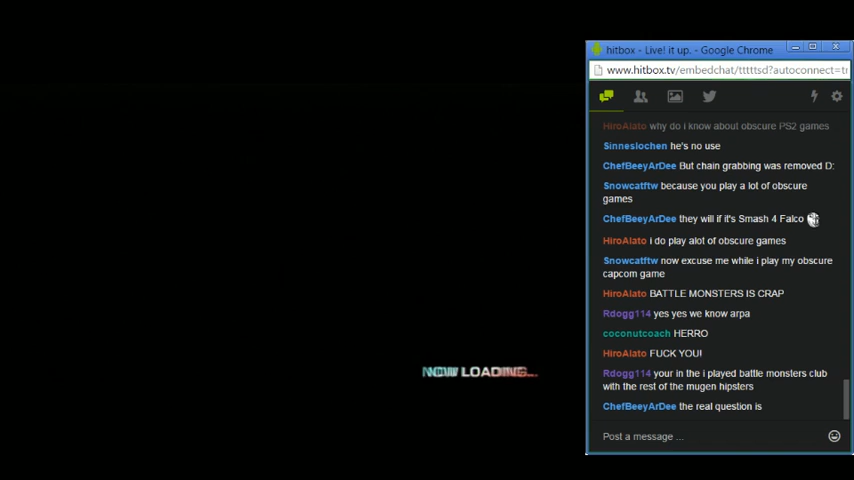 hitbox - Live! it up. - Google Chrome
www.hitbox.tv/embedchat/tttttsd?autoconnect=tr
HiroAlato why do i know about obscure PS2 games
Sinneslochen he's no use
ChefBeeyArDee But chain grabbing was removed D:
Snowcatftw because you play a lot of obscure
games
ChefBeeyArDee they will if it's Smash 4 Falco
HiroAlato i do play alot of obscure games
Snowcatftw now excuse me while i play my obscure
capcom game
HiroAlato BATTLE MONSTERS IS CRAP
Rdogg114 yes yes we know arpa
coconutcoach HERRO
HiroAlato FUCK YOU!
NOW LOADING...
Rdogg114 your in the i played battle monsters club
with the rest of the mugen hipsters
ChefBeeyArDee the real question is
Post a message ...